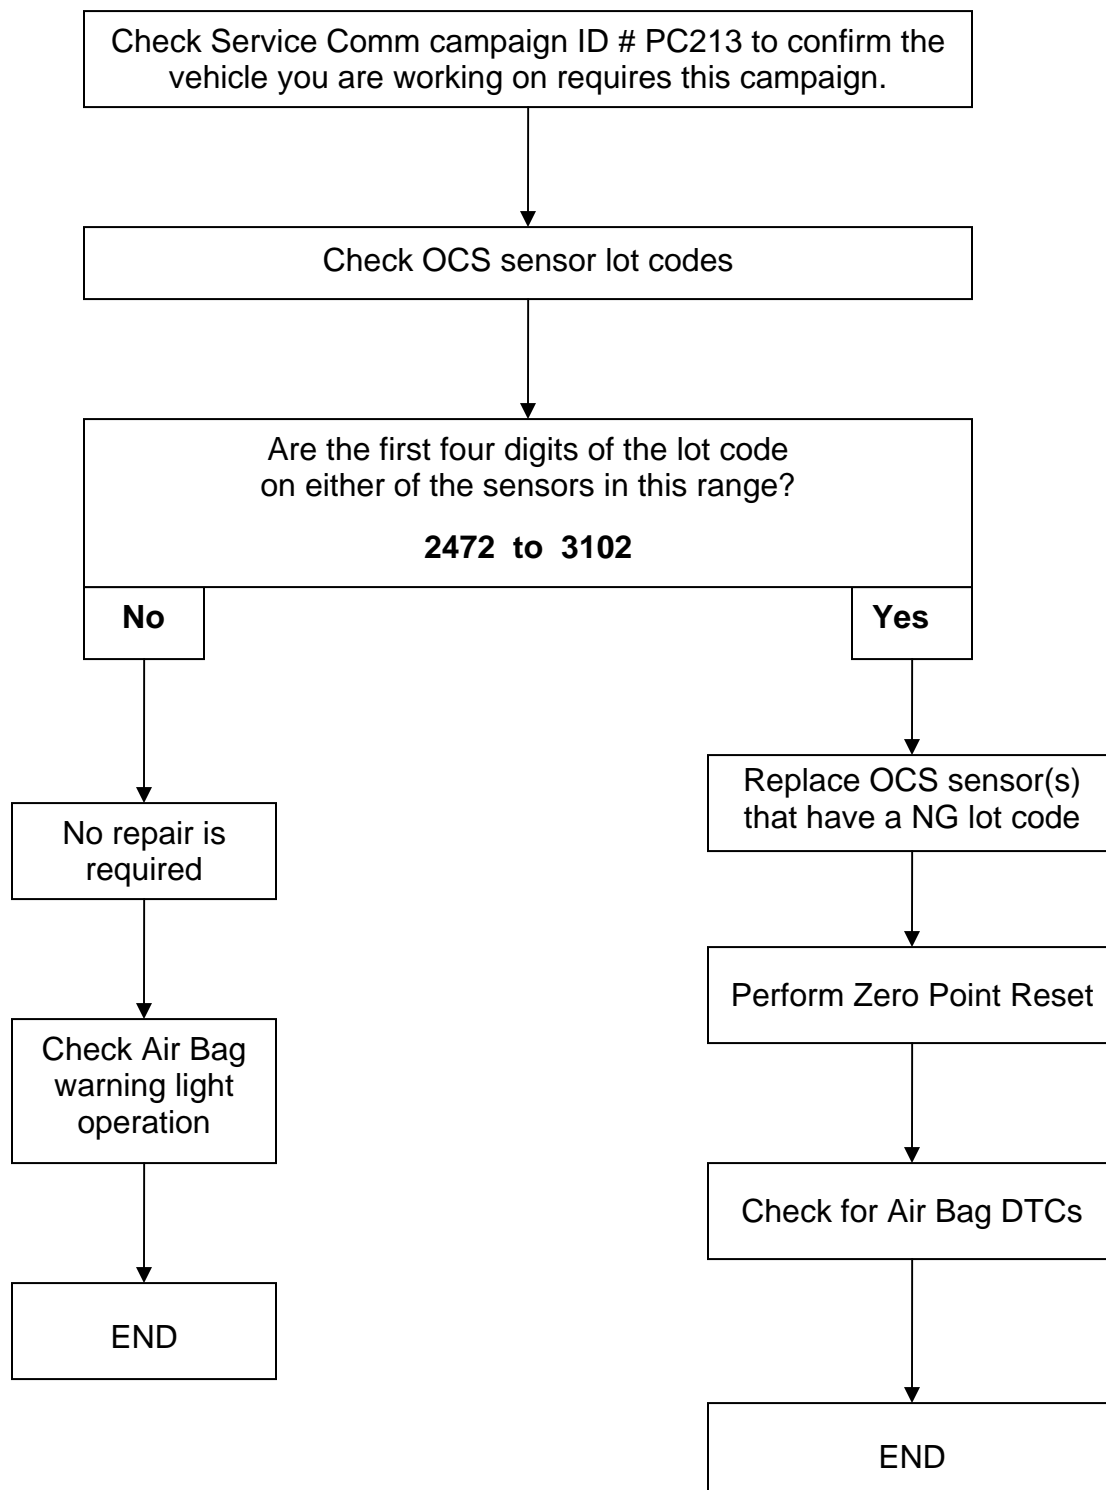 Check Service Comm campaign ID # PC213 to confirm the
vehicle you are working on requires this campaign.
Check OCS sensor lot codes
Are the first four digits of the lot code
on either of the sensors in this range?
2472 to 3102
No
Yes
No repair is
required
Check Air Bag
warning light
operation
END
Replace OCS sensor(s)
that have a NG lot code
Perform Zero Point Reset
Check for Air Bag DTCs
END